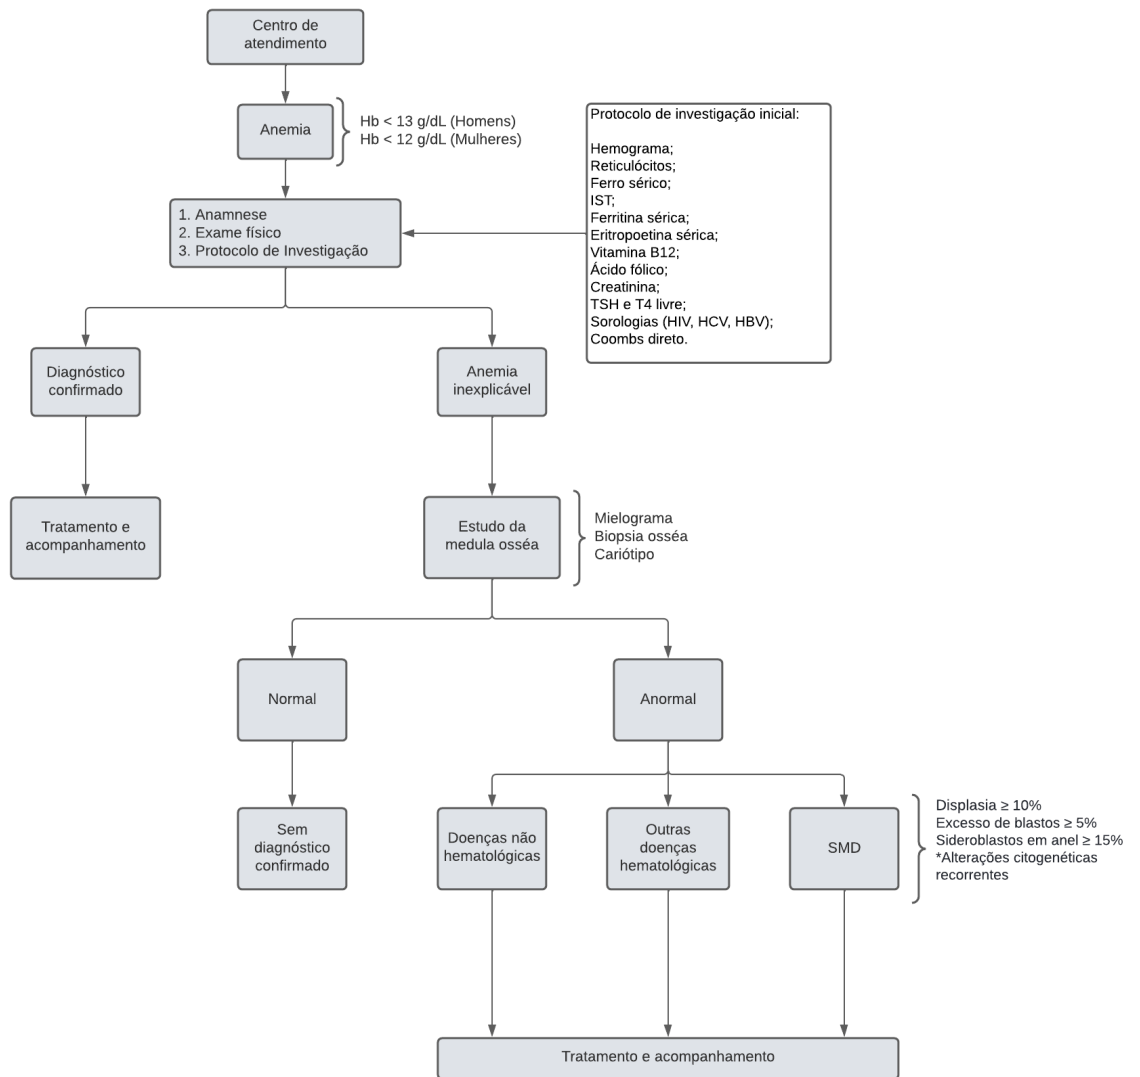 Centro de
atendimento
Anemia
Hb < 13 g/dL (Homens)
Hb < 12 g/dL (Mulheres)
Protocolo de investigação inicial:
Hemograma;
Reticulócitos;
Ferro sérico;
IST;
Ferritina sérica;
Eritropoetina sérica;
Vitamina B12;
Ácido fólico;
Creatinina;
TSH e T4 livre;
Sorologias (HIV, HCV, HBV);
Coombs direto.
1. Anamnese
2. Exame físico
3. Protocolo de Investigação
Diagnóstico
confirmado
Anemia
inexplicável
Tratamento e
acompanhamento
Estudo da
medula osséa
Mielograma
Biopsia osséa
Cariótipo
Normal
Anormal
Sem
diagnóstico
confirmado
Doenças não
hematológicas
Outras
doenças
hematológicas
SMD
Displasia ≥ 10%
Excesso de blastos ≥ 5%
Sideroblastos em anel ≥ 15%
*Alterações citogenéticas
recorrentes
Tratamento e acompanhamento